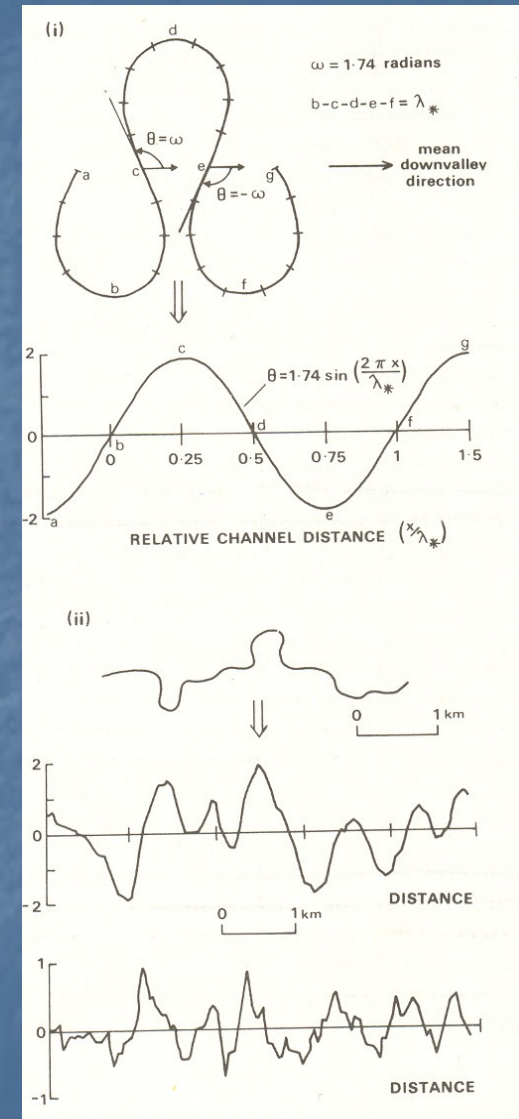 (i)
d
ω = 1·74 radians
b-c-d-e-f = λ*
mean
downvalley
direction
θ=ω
a
c
e
g
θ=-ω
b
f
2
c
g
θ=1·74 sin (2πx/λ*)
0
b
d
f
0
0·25
0·5
0·75
1
1·5
-2
a
e
RELATIVE CHANNEL DISTANCE (x/λ*)
(ii)
0
1 km
2
0
-2
DISTANCE
0
1 km
1
0
-1
DISTANCE